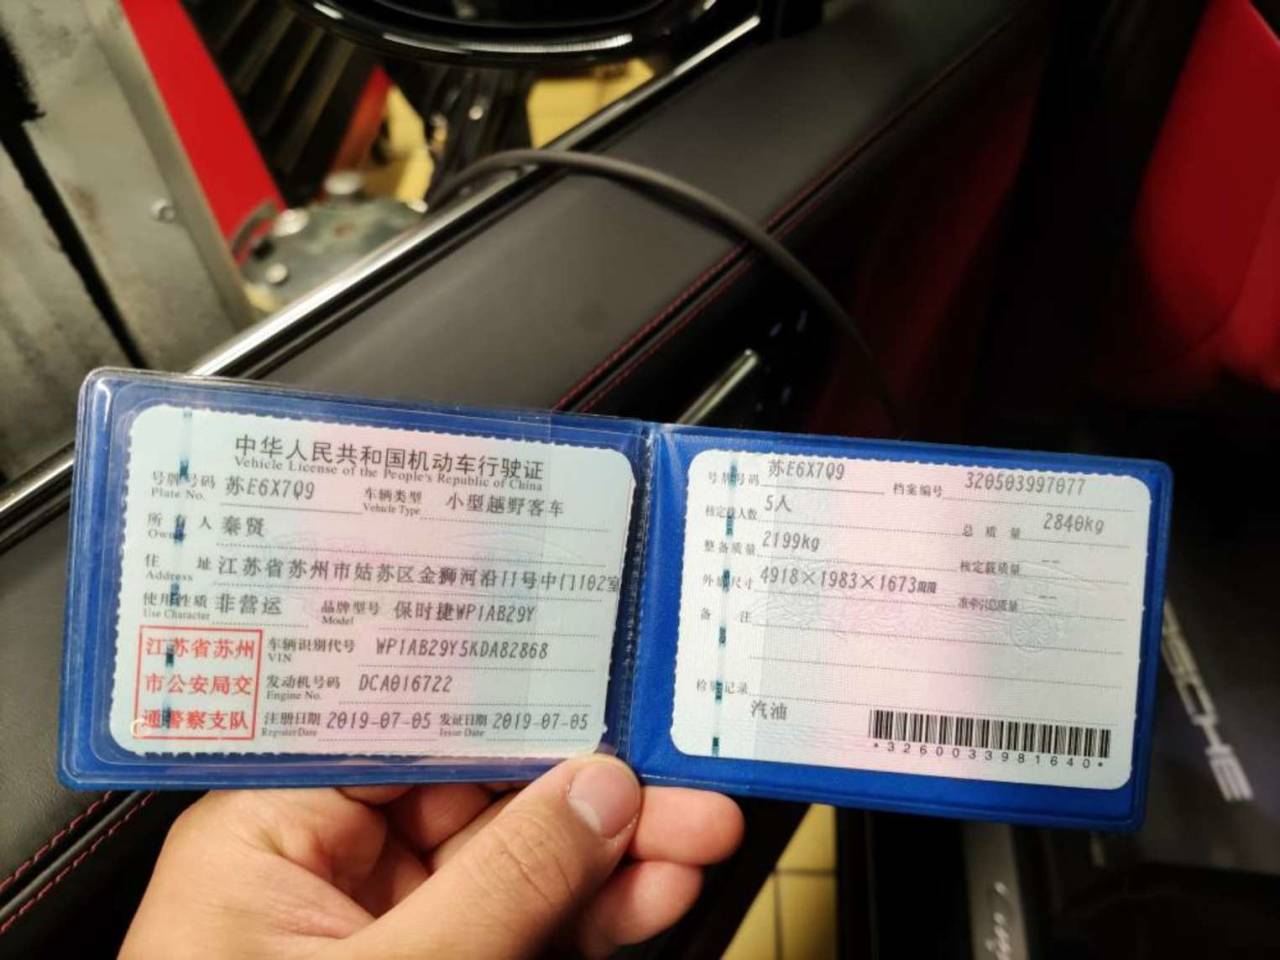 中华人民共和国机动车行驶证
Vehicle License of the People's Republic of China
号牌号码 苏E6X7Q9 车辆类型 小型越野客车
Plate No. Vehicle Type
所有人 秦贤
Owner
住址 江苏省苏州市姑苏区金狮河沿11号中门102室
Address
使用性质 非营运 品牌型号 保时捷WP1AB29Y
Use Character Model
江苏省苏州市公安局交通警察支队
车辆识别代号 WP1AB29Y5KDA82868
VIN
发动机号码 DCA016722
Engine No.
注册日期 2019-07-05 发证日期 2019-07-05
Register Date Issue Date
号牌号码 苏E6X7Q9 档案编号 320503997077
核定载人数 5人 总质量 2840kg
整备质量 2199kg 核定载质量 --
外廓尺寸 4918×1983×1673mm 准牵引总质量 --
备注
检验记录
汽油
*3260033981640*